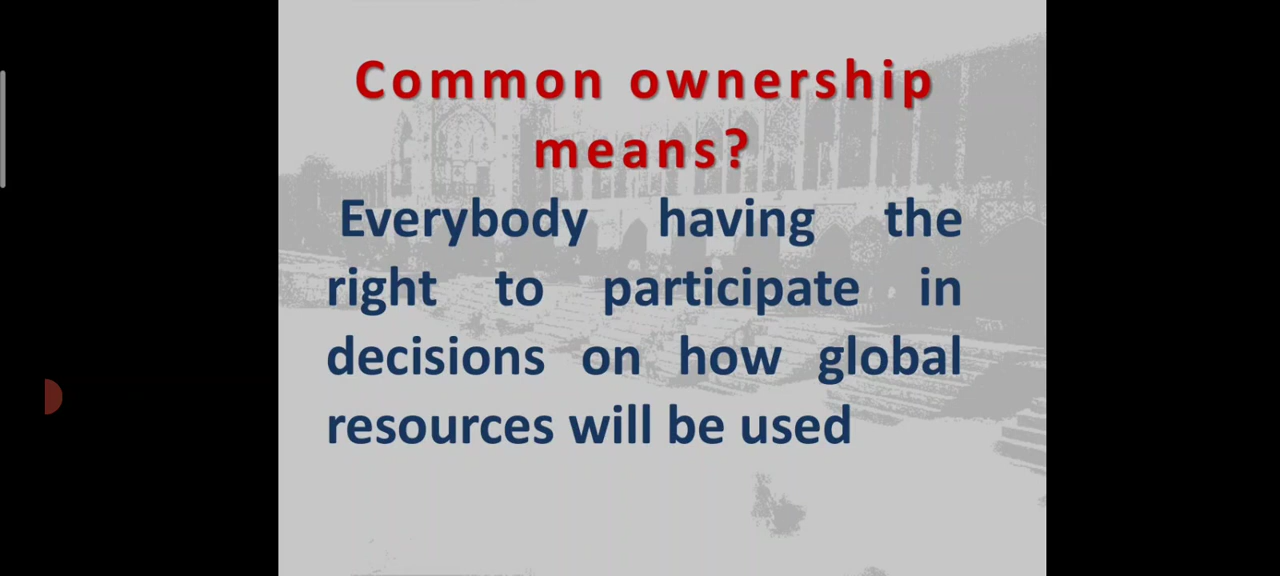 Common ownership
means?
Everybody having the
right to participate in
decisions on how global
resources will be used